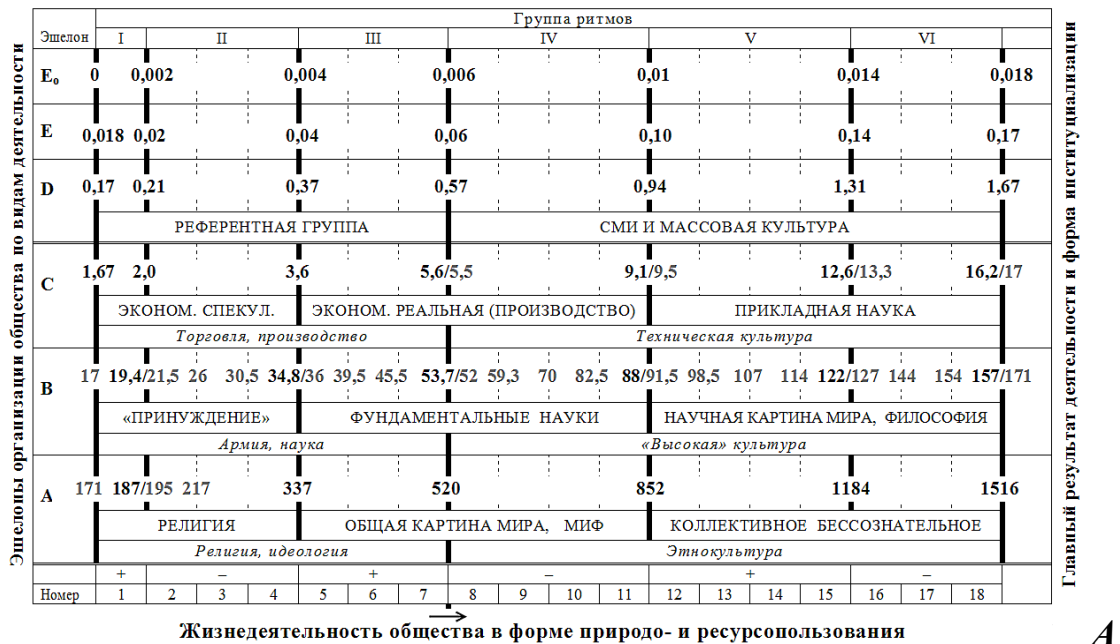 Группа ритмов
Эшелон I II III IV V VI
E₀ 0 0,002 0,004 0,006 0,01 0,014 0,018
E 0,018 0,02 0,04 0,06 0,10 0,14 0,17
D 0,17 0,21 0,37 0,57 0,94 1,31 1,67
РЕФЕРЕНТНАЯ ГРУППА СМИ И МАССОВАЯ КУЛЬТУРА
C 1,67 2,0 3,6 5,6/5,5 9,1/9,5 12,6/13,3 16,2/17
ЭКОНОМ. СПЕКУЛ. ЭКОНОМ. РЕАЛЬНАЯ (ПРОИЗВОДСТВО) ПРИКЛАДНАЯ НАУКА
Торговля, производство Техническая культура
B 17 19,4/21,5 26 30,5 34,8/36 39,5 45,5 53,7/52 59,3 70 82,5 88/91,5 98,5 107 114 122/127 144 154 157/171
«ПРИНУЖДЕНИЕ» ФУНДАМЕНТАЛЬНЫЕ НАУКИ НАУЧНАЯ КАРТИНА МИРА, ФИЛОСОФИЯ
Армия, наука «Высокая» культура
A 171 187/195 217 337 520 852 1184 1516
РЕЛИГИЯ ОБЩАЯ КАРТИНА МИРА, МИФ КОЛЛЕКТИВНОЕ БЕССОЗНАТЕЛЬНОЕ
Религия, идеология Этнокультура
+ – + – + –
Номер 1 2 3 4 5 6 7 8 9 10 11 12 13 14 15 16 17 18
Жизнедеятельность общества в форме природо- и ресурсопользования
Эшелоны организации общества по видам деятельности
Главный результат деятельности и форма институциализации